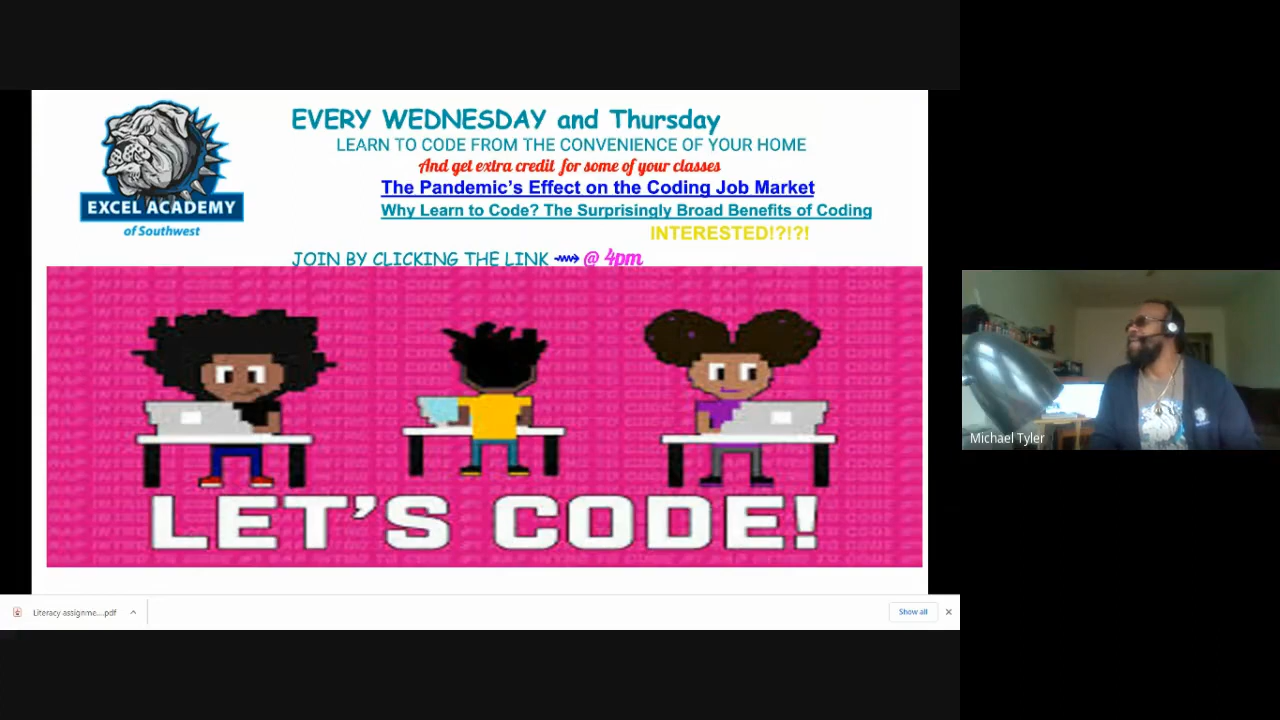 EVERY WEDNESDAY and Thursday
LEARN TO CODE FROM THE CONVENIENCE OF YOUR HOME
And get extra credit for some of your classes
The Pandemic's Effect on the Coding Job Market
Why Learn to Code? The Surprisingly Broad Benefits of Coding
INTERESTED!?!?!
JOIN BY CLICKING THE LINK ⟿ @ 4pm
EXCEL ACADEMY
of Southwest
LET'S CODE!
Michael Tyler
Literacy assignme....pdf
Show all